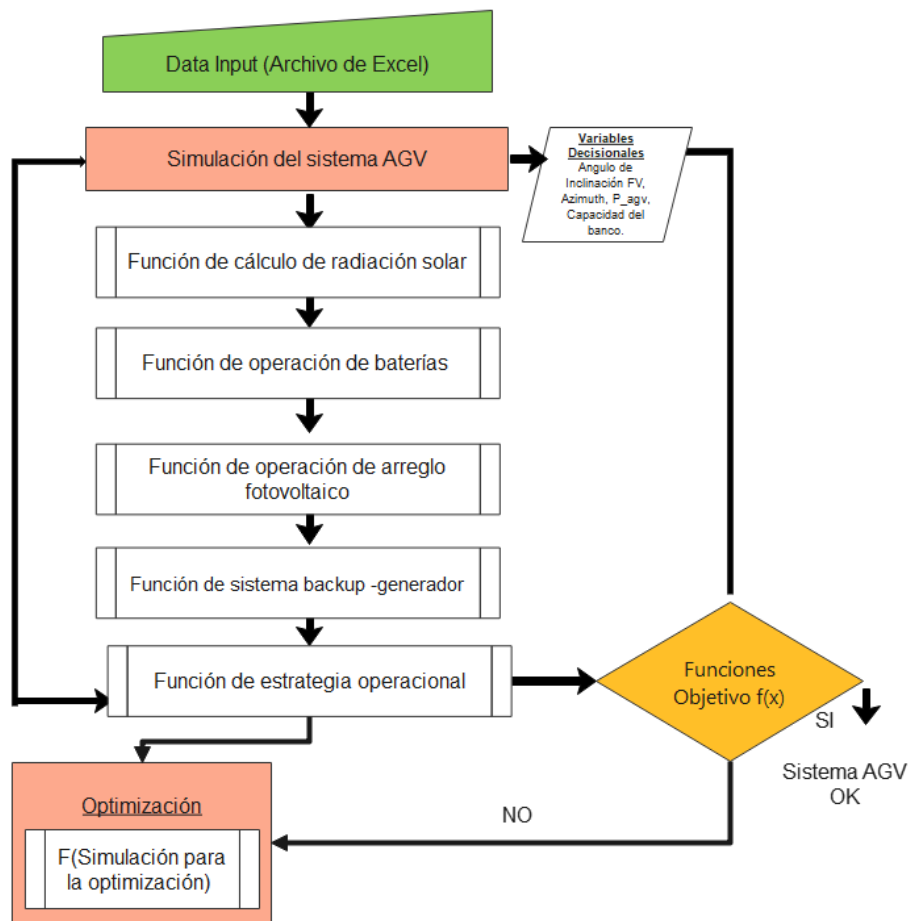 Data Input (Archivo de Excel)
Simulación del sistema AGV
Variables
Decisionales
Angulo de
Inclinación FV,
Azimuth, P_agv,
Capacidad del
banco.
Función de cálculo de radiación solar
Función de operación de baterías
Función de operación de arreglo
fotovoltaico
Función de sistema backup -generador
Función de estrategia operacional
Funciones
Objetivo f(x)
SI
Sistema AGV
OK
NO
Optimización
F(Simulación para
la optimización)